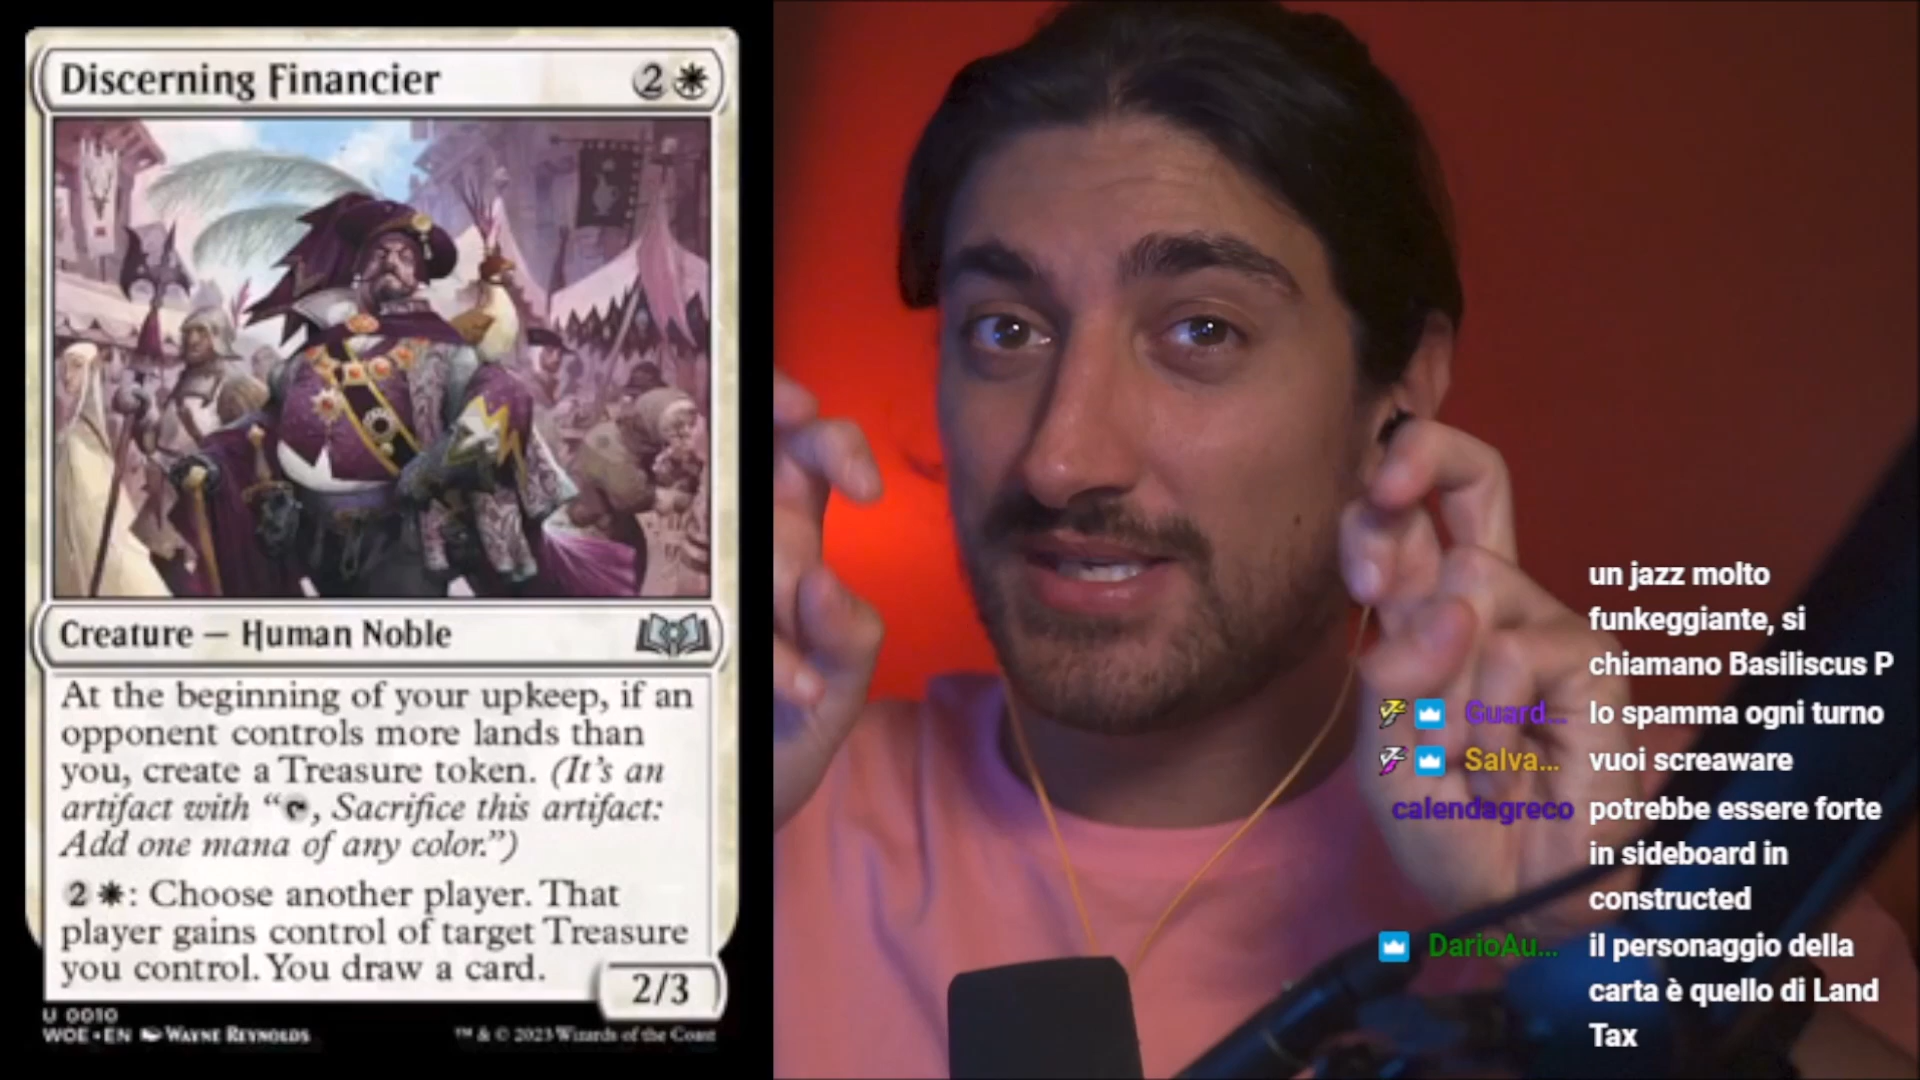 Discerning Financier 2
Creature — Human Noble
At the beginning of your upkeep, if an
opponent controls more lands than
you, create a Treasure token. (It's an
artifact with “, Sacrifice this artifact:
Add one mana of any color.”)
2 : Choose another player. That
player gains control of target Treasure
you control. You draw a card.
2/3
U 0010
WOE • EN Wayne Reynolds
™ & © 2023 Wizards of the Coast
un jazz molto
funkeggiante, si
chiamano Basiliscus P
Guard... lo spamma ogni turno
Salva... vuoi screaware
calendagreco potrebbe essere forte
in sideboard in
constructed
DarioAu... il personaggio della
carta è quello di Land
Tax